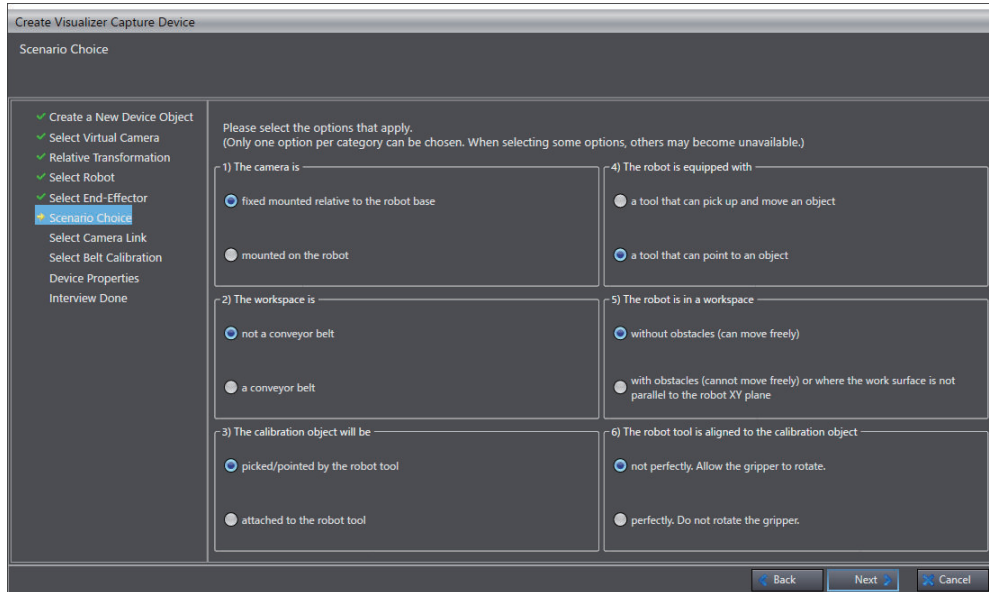 Create Visualizer Capture Device
Scenario Choice
Create a New Device Object
Select Virtual Camera
Relative Transformation
Select Robot
Select End-Effector
Scenario Choice
Select Camera Link
Select Belt Calibration
Device Properties
Interview Done
Please select the options that apply.
(Only one option per category can be chosen. When selecting some options, others may become unavailable.)
1) The camera is
fixed mounted relative to the robot base
mounted on the robot
2) The workspace is
not a conveyor belt
a conveyor belt
3) The calibration object will be
picked/pointed by the robot tool
attached to the robot tool
4) The robot is equipped with
a tool that can pick up and move an object
a tool that can point to an object
5) The robot is in a workspace
without obstacles (can move freely)
with obstacles (cannot move freely) or where the work surface is not
parallel to the robot XY plane
6) The robot tool is aligned to the calibration object
not perfectly. Allow the gripper to rotate.
perfectly. Do not rotate the gripper.
Back
Next
Cancel